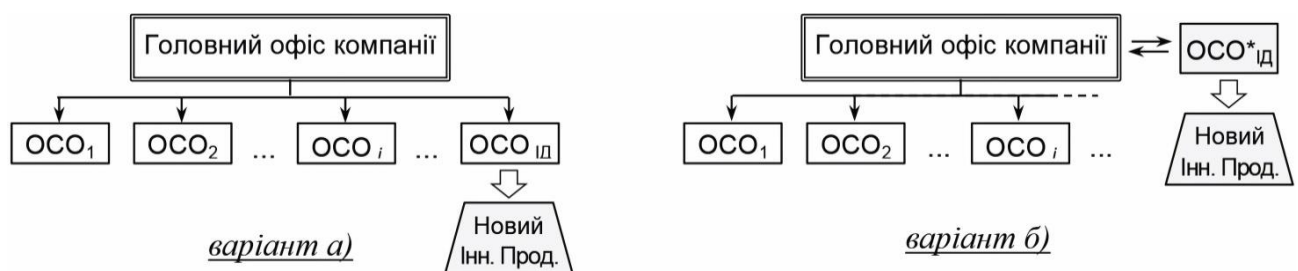 Головний офіс компанії
ОСО1 ОСО2 ... ОСО i ... ОСО ІД
Новий
Інн. Прод.
варіант а)
Головний офіс компанії
ОСО*ІД
ОСО1 ОСО2 ... ОСО i ...
Новий
Інн. Прод.
варіант б)